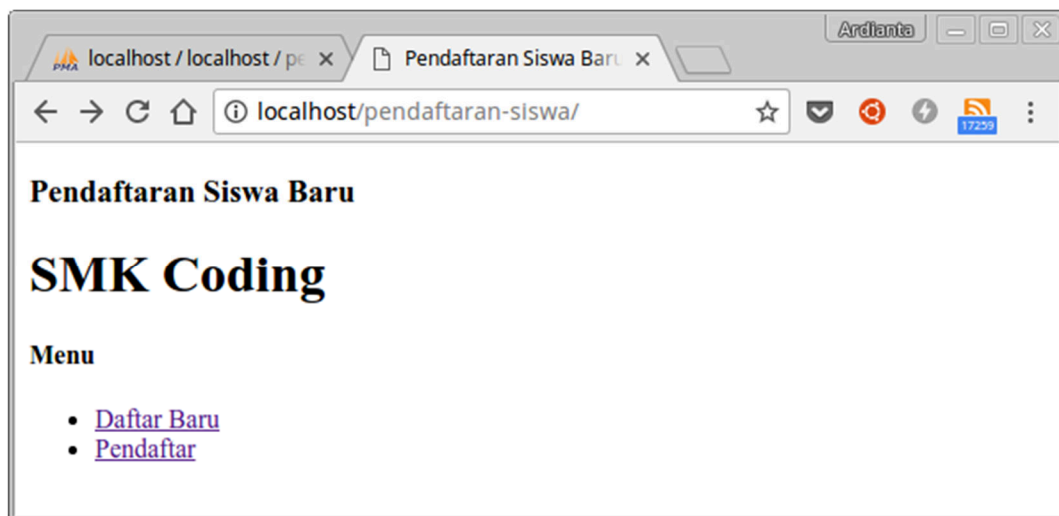 Ardianta
PMA localhost / localhost / pe
Pendaftaran Siswa Baru
localhost/pendaftaran-siswa/
17259
Pendaftaran Siswa Baru
SMK Coding
Menu
Daftar Baru
Pendaftar